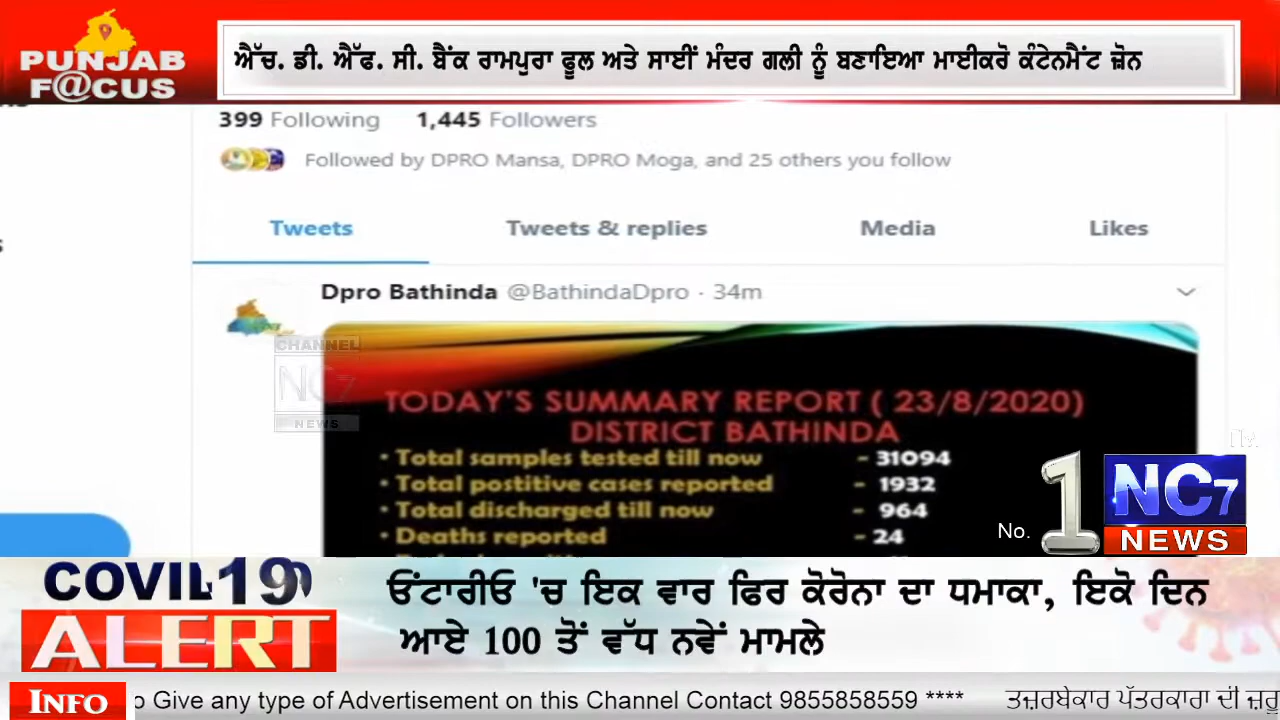 PUNJAB
F@CUS
ਐੱਚ. ਡੀ. ਐੱਫ. ਸੀ. ਬੈਂਕ ਰਾਮਪੁਰਾ ਫੂਲ ਅਤੇ ਸਾਈਂ ਮੰਦਰ ਗਲੀ ਨੂੰ ਬਣਾਇਆ ਮਾਈਕਰੋ ਕੰਟੇਨਮੈਂਟ ਜ਼ੋਨ
399 Following 1,445 Followers
Followed by DPRO Mansa, DPRO Moga, and 25 others you follow
Tweets Tweets & replies Media Likes
Dpro Bathinda @BathindaDpro · 34m
CHANNEL
NC7
NEWS
TODAY'S SUMMARY REPORT ( 23/8/2020)
DISTRICT BATHINDA
• Total samples tested till now - 31094
• Total postitive cases reported - 1932
• Total discharged till now - 964
• Deaths reported - 24
No. 1 NC7
NEWS
COVID 19
ALERT
ਓਂਟਾਰੀਓ 'ਚ ਇਕ ਵਾਰ ਫਿਰ ਕੋਰੋਨਾ ਦਾ ਧਮਾਕਾ, ਇਕੋ ਦਿਨ
ਆਏ 100 ਤੋਂ ਵੱਧ ਨਵੇਂ ਮਾਮਲੇ
INFO
Give any type of Advertisement on this Channel Contact 9855858559 **** ਤਜ਼ਰਬੇਕਾਰ ਪੱਤਰਕਾਰਾ ਦੀ